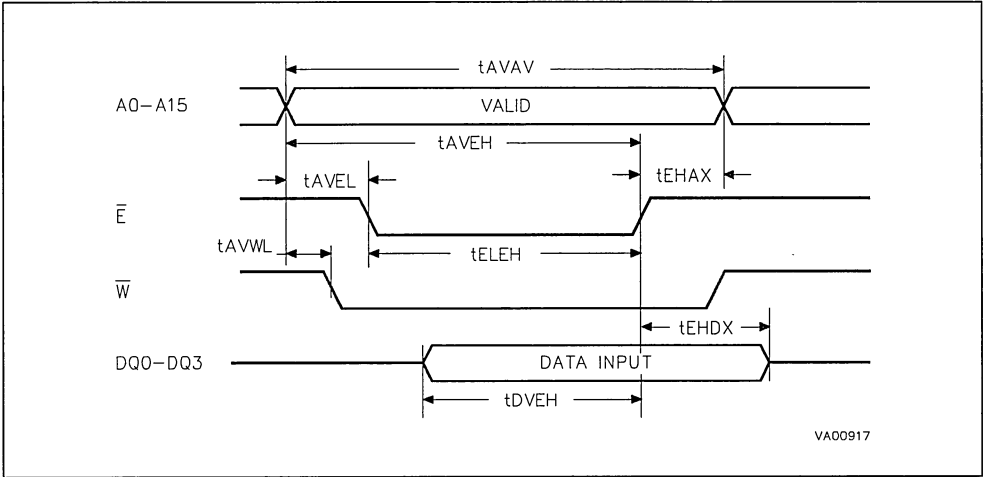 tAVAV
A0-A15
VALID
tAVEH
tAVEL
tEHAX
E
tAVWL
tELEH
W
tEHDX
DQ0-DQ3
DATA INPUT
tDVEH
VA00917